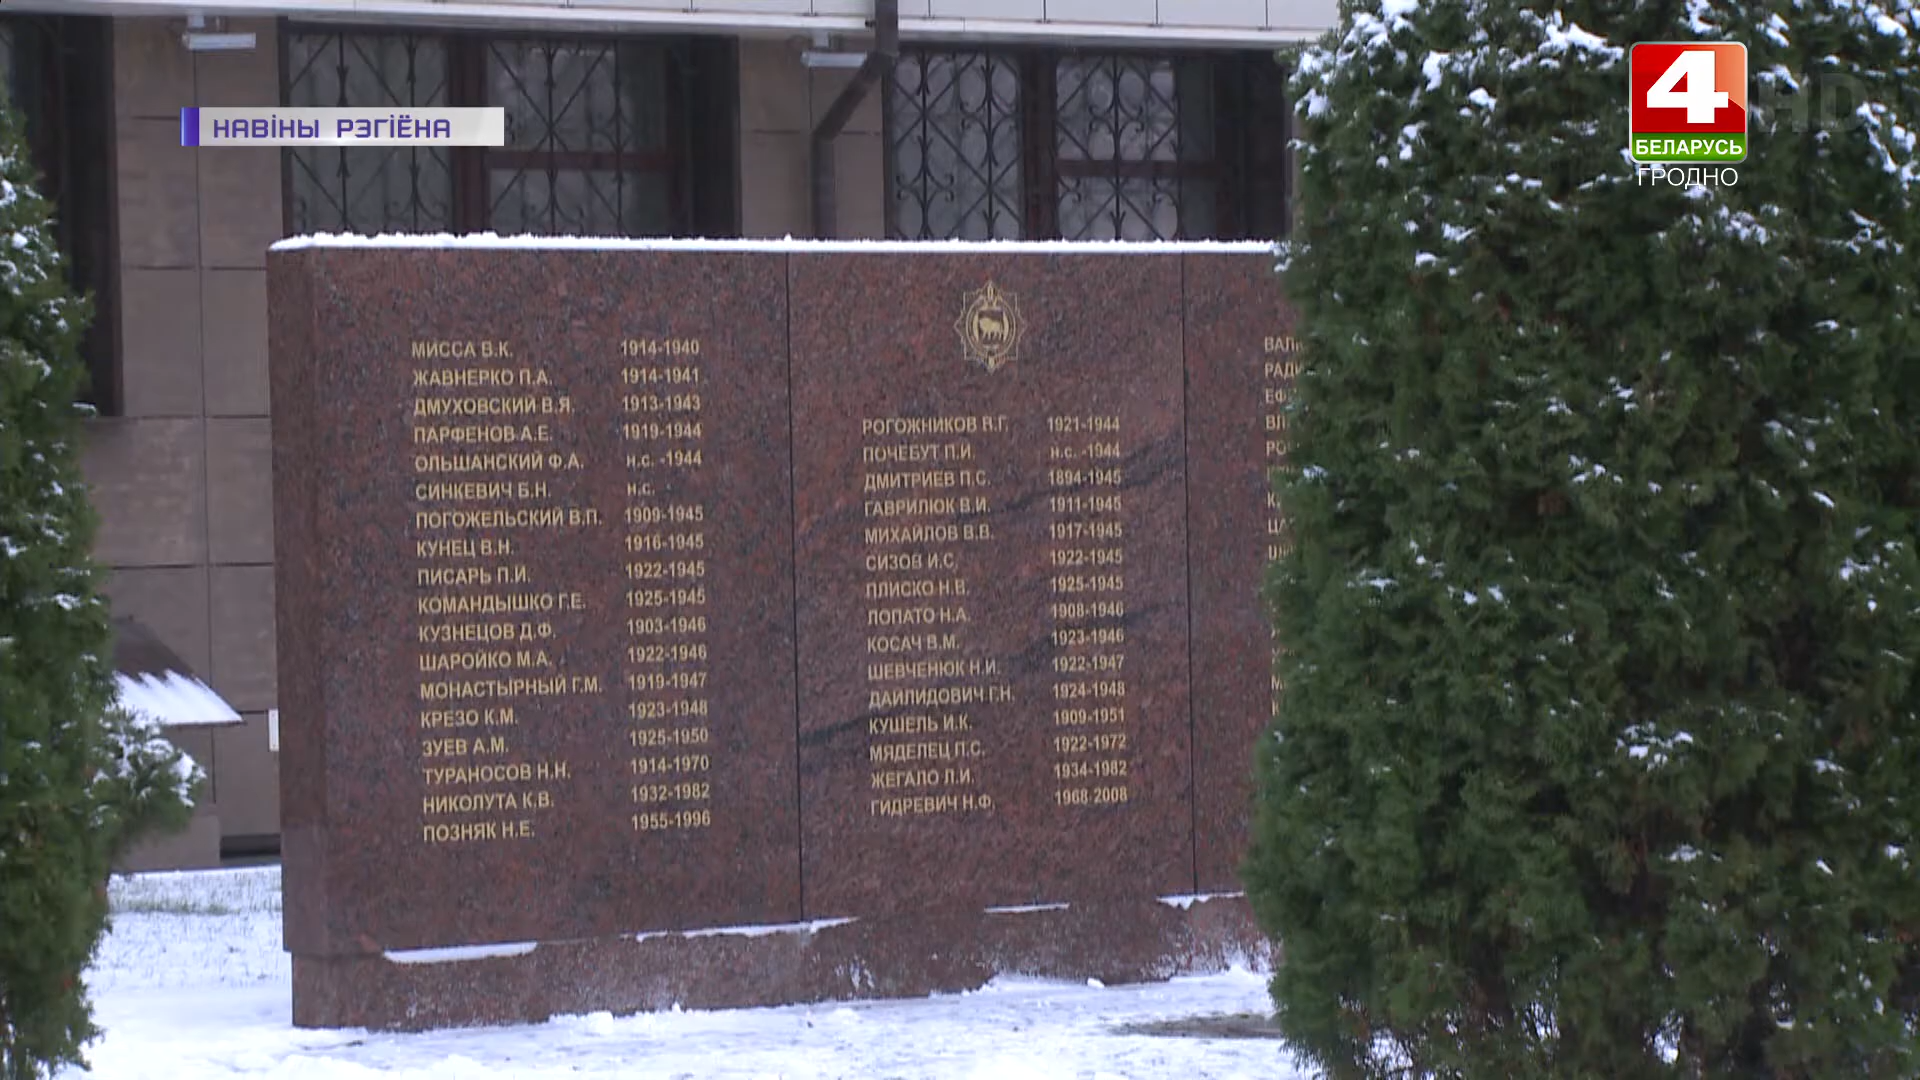 НАВІНЫ РЭГІЁНА
4
HD
БЕЛАРУСЬ
ГРОДНО
МИССА В.К. 1914-1940
ЖАВНЕРКО П.А. 1914-1941
ДМУХОВСКИЙ В.Я. 1913-1943
ПАРФЕНОВ А.Е. 1919-1944
ОЛЬШАНСКИЙ Ф.А. н.с. -1944
СИНКЕВИЧ Б.Н. н.с.
ПОГОЖЕЛЬСКИЙ В.П. 1909-1945
КУНЕЦ В.Н. 1916-1945
ПИСАРЬ П.И. 1922-1945
КОМАНДЫШКО Г.Е. 1925-1945
КУЗНЕЦОВ Д.Ф. 1903-1946
ШАРОЙКО М.А. 1922-1946
МОНАСТЫРНЫЙ Г.М. 1919-1947
КРЕЗО К.М. 1923-1948
ЗУЕВ А.М. 1925-1950
ТУРАНОСОВ Н.Н. 1914-1970
НИКОЛУТА К.В. 1932-1982
ПОЗНЯК Н.Е. 1955-1996
РОГОЖНИКОВ В.Г. 1921-1944
ПОЧЕБУТ П.И. н.с. -1944
ДМИТРИЕВ П.С. 1894-1945
ГАВРИЛЮК В.И. 1911-1945
МИХАЙЛОВ В.В. 1917-1945
СИЗОВ И.С. 1922-1945
ПЛИСКО Н.В. 1925-1945
ЛОПАТО Н.А. 1908-1946
КОСАЧ В.М. 1923-1946
ШЕВЧЕНЮК Н.И. 1922-1947
ДАЙЛИДОВИЧ Г.Н. 1924-1948
КУШЕЛЬ И.К. 1909-1951
МЯДЕЛЕЦ П.С. 1922-1972
ЖЕГАЛО Л.И. 1934-1982
ГИДРЕВИЧ Н.Ф. 1968-2008